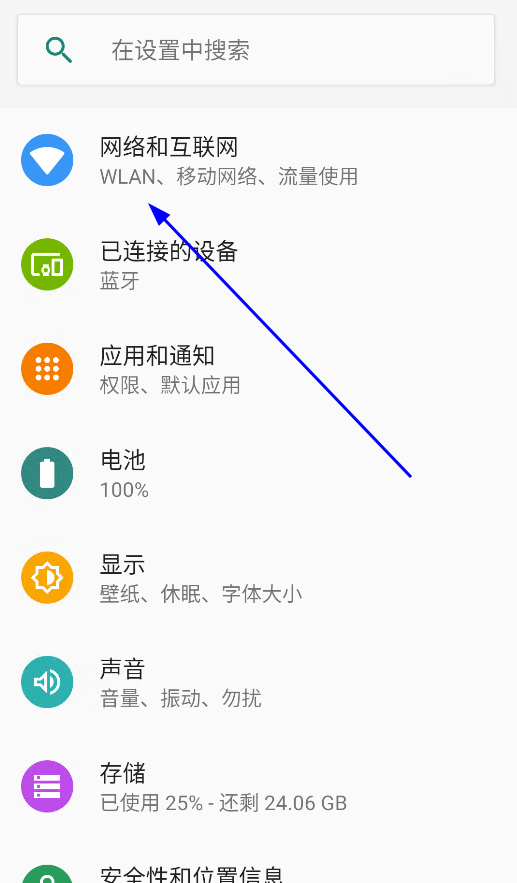 在设置中搜索
网络和互联网
WLAN、移动网络、流量使用
已连接的设备
蓝牙
应用和通知
权限、默认应用
电池
100%
显示
壁纸、休眠、字体大小
声音
音量、振动、勿扰
存储
已使用 25% - 还剩 24.06 GB
安全性和位置信息